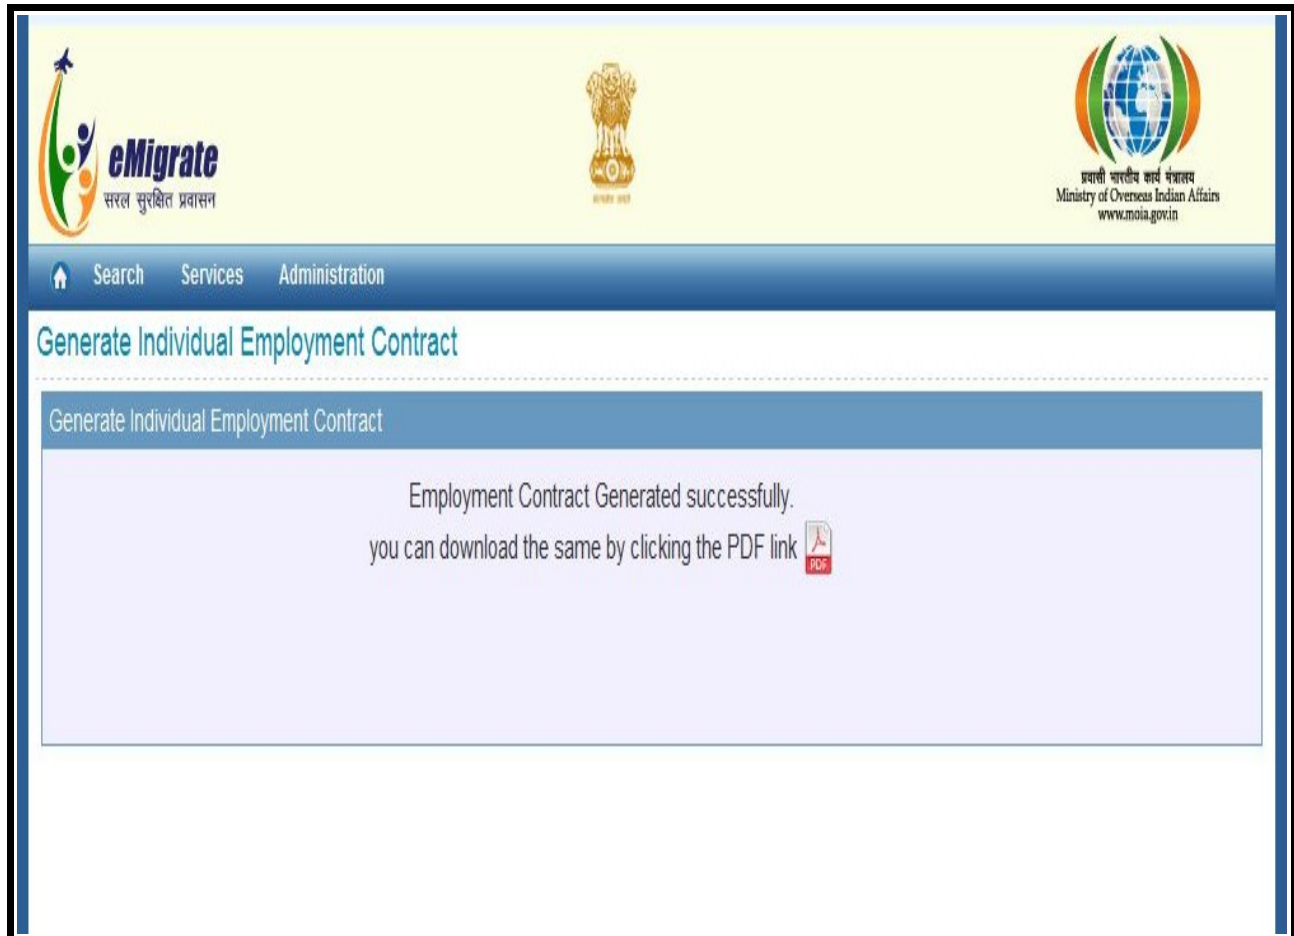 eMigrate
सरल सुरक्षित प्रवासन
प्रवासी भारतीय कार्य मंत्रालय
Ministry of Overseas Indian Affairs
www.moia.gov.in
Search Services Administration
Generate Individual Employment Contract
Generate Individual Employment Contract
Employment Contract Generated successfully.
you can download the same by clicking the PDF link
PDF